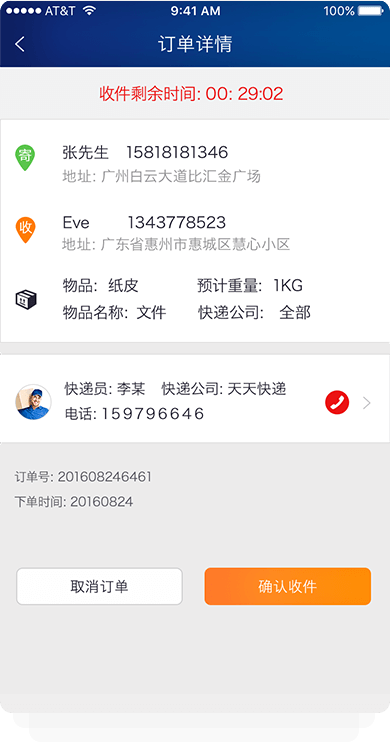 AT&T 9:41 AM 100%
订单详情
收件剩余时间: 00: 29:02
寄 张先生 15818181346
地址: 广州白云大道比汇金广场
收 Eve 1343778523
地址: 广东省惠州市惠城区慧心小区
物品: 纸皮 预计重量: 1KG
物品名称: 文件 快递公司: 全部
快递员: 李某 快递公司: 天天快递
电话: 159796646
订单号: 201608246461
下单时间: 20160824
取消订单 确认收件